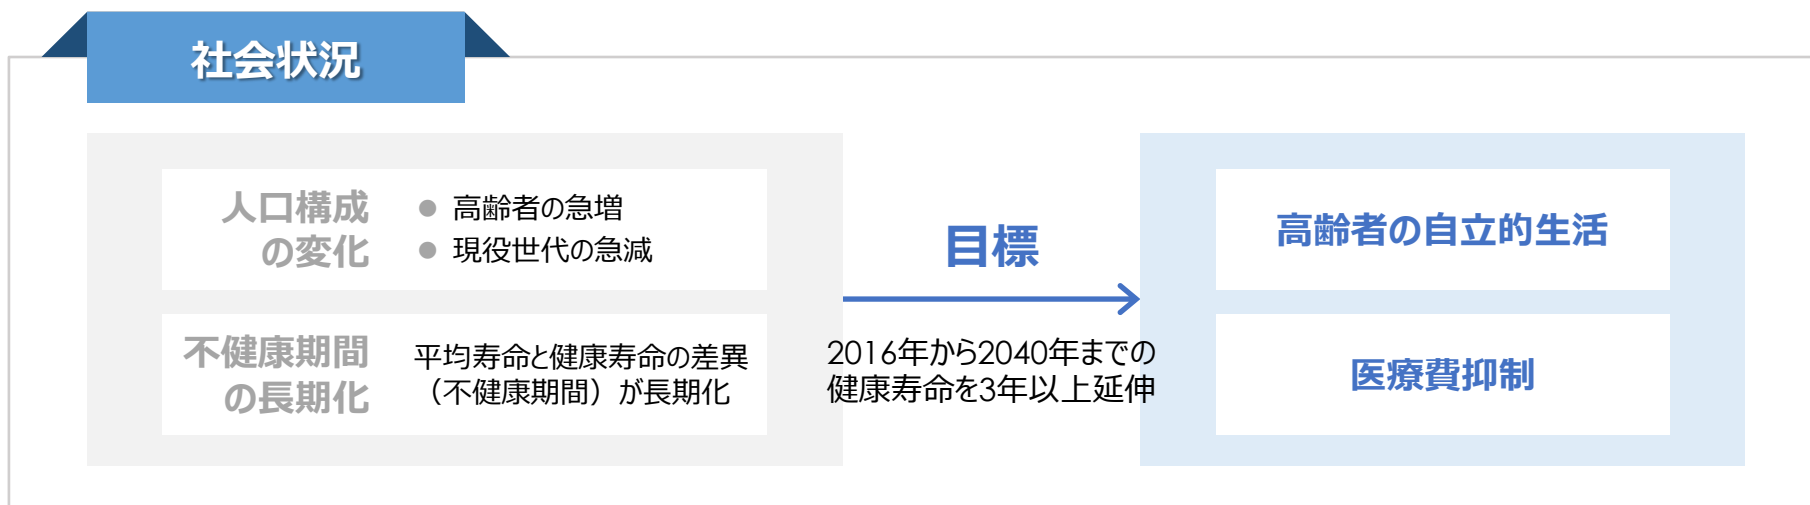 社会状況
人口構成
の変化
● 高齢者の急増
● 現役世代の急減
不健康期間
の長期化
平均寿命と健康寿命の差異
（不健康期間）が長期化
目標
2016年から2040年までの
健康寿命を3年以上延伸
高齢者の自立的生活
医療費抑制